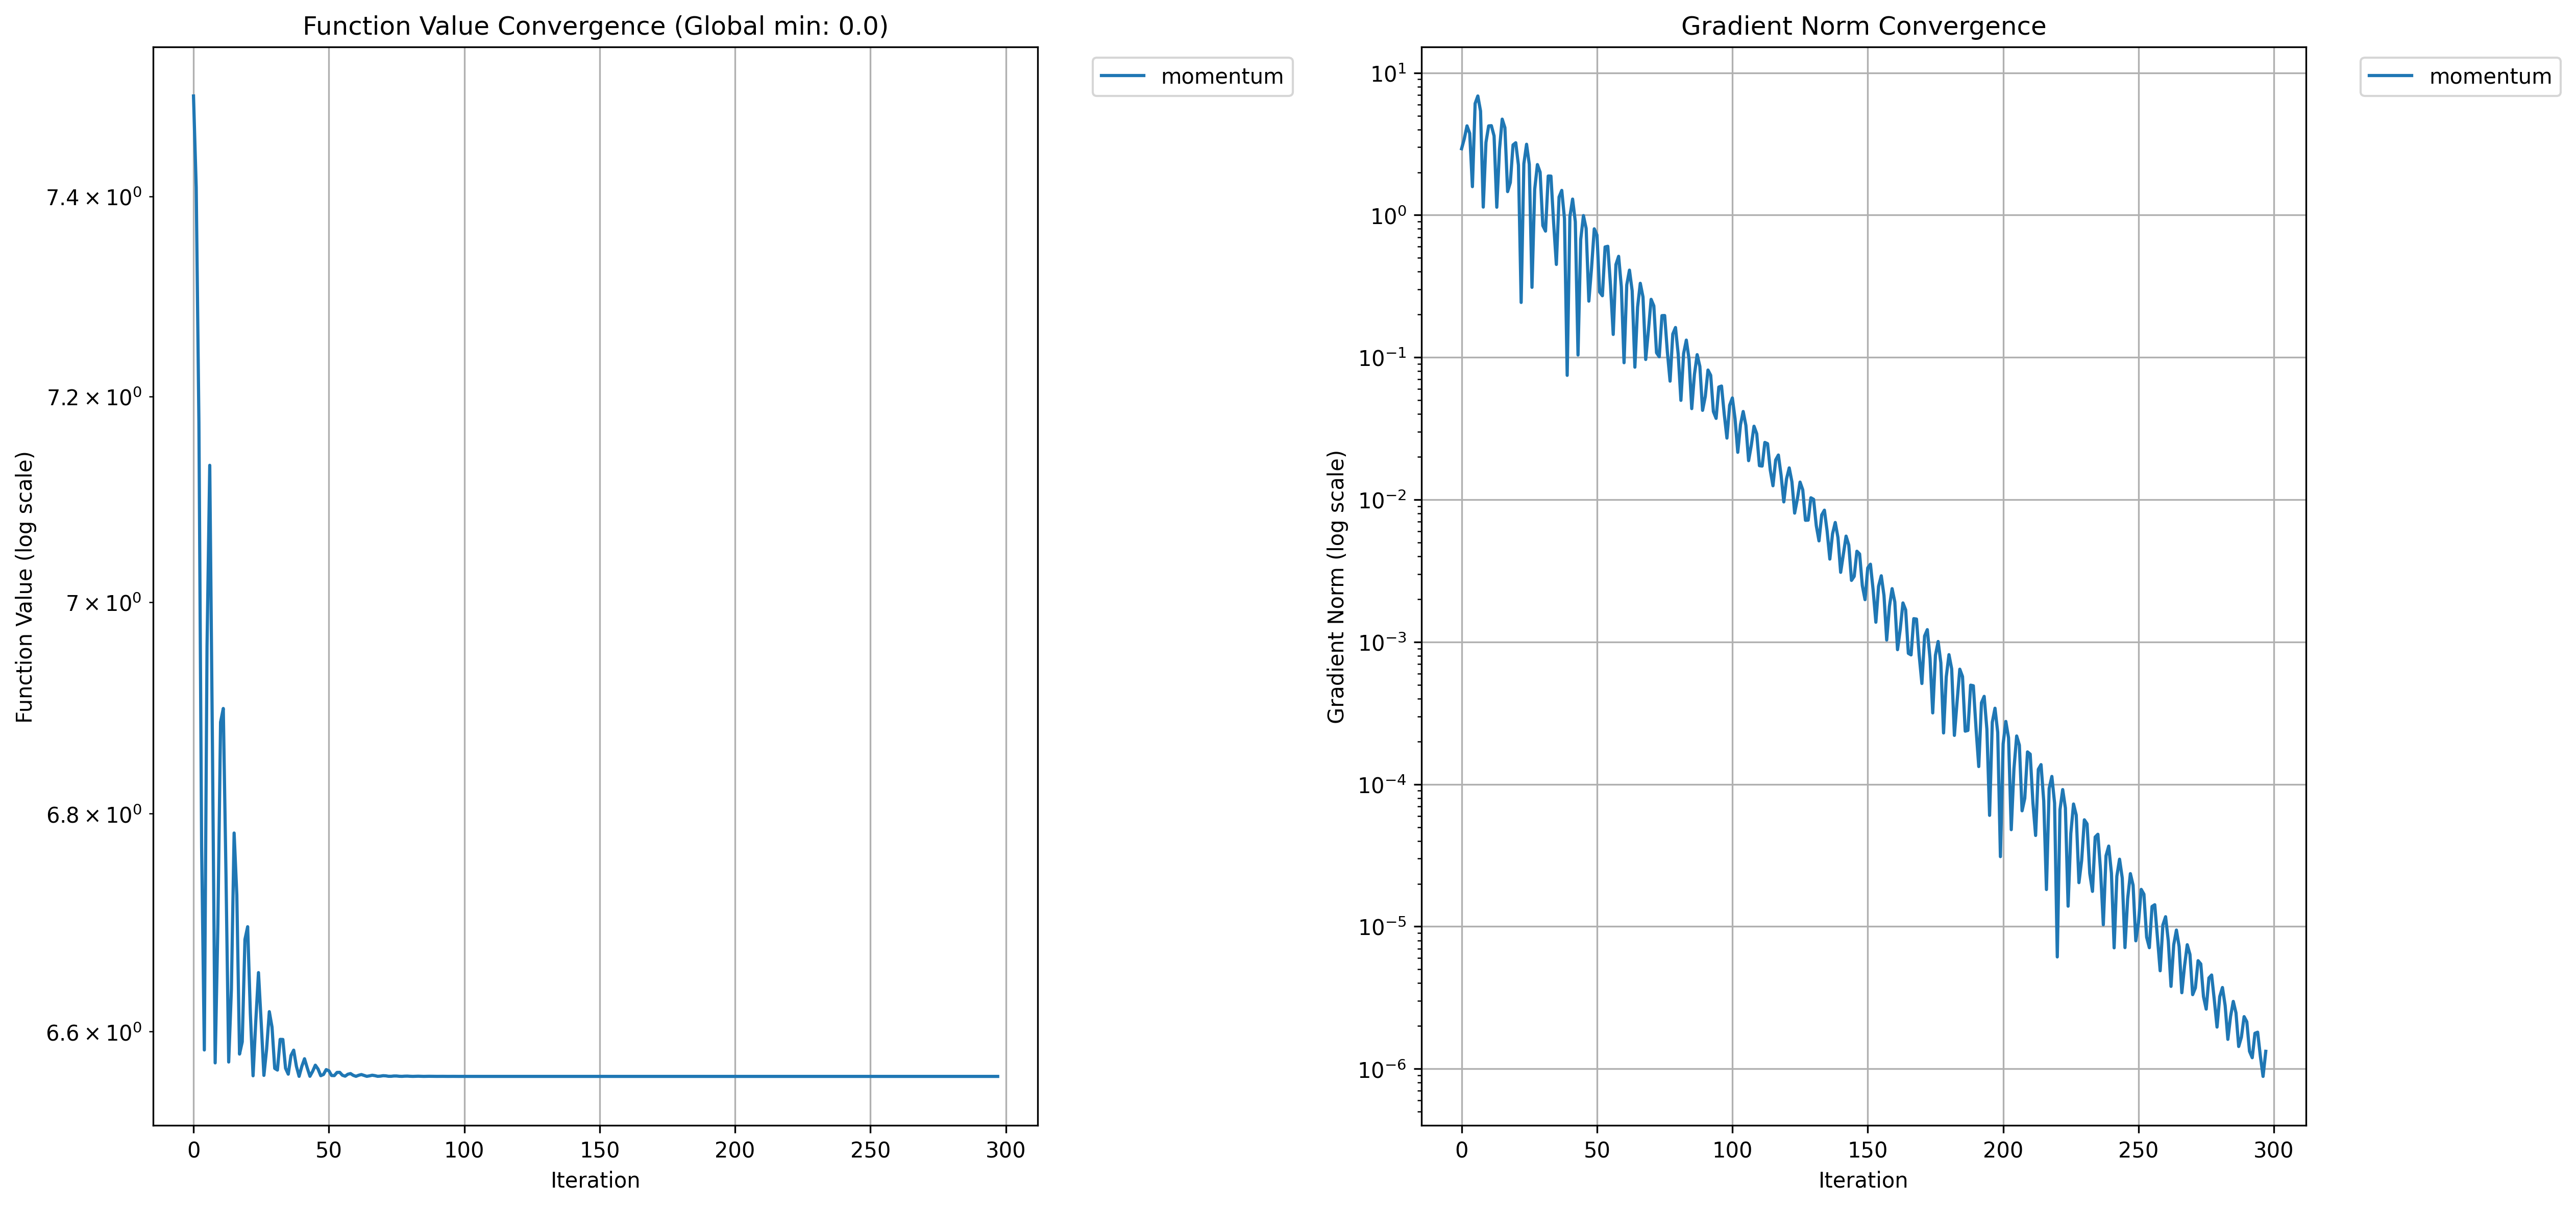 Function Value Convergence (Global min: 0.0)
momentum
7.4 × 10⁰
7.2 × 10⁰
7 × 10⁰
6.8 × 10⁰
6.6 × 10⁰
Function Value (log scale)
0 50 100 150 200 250 300
Iteration
Gradient Norm Convergence
momentum
10¹
10⁰
10⁻¹
10⁻²
10⁻³
10⁻⁴
10⁻⁵
10⁻⁶
Gradient Norm (log scale)
0 50 100 150 200 250 300
Iteration